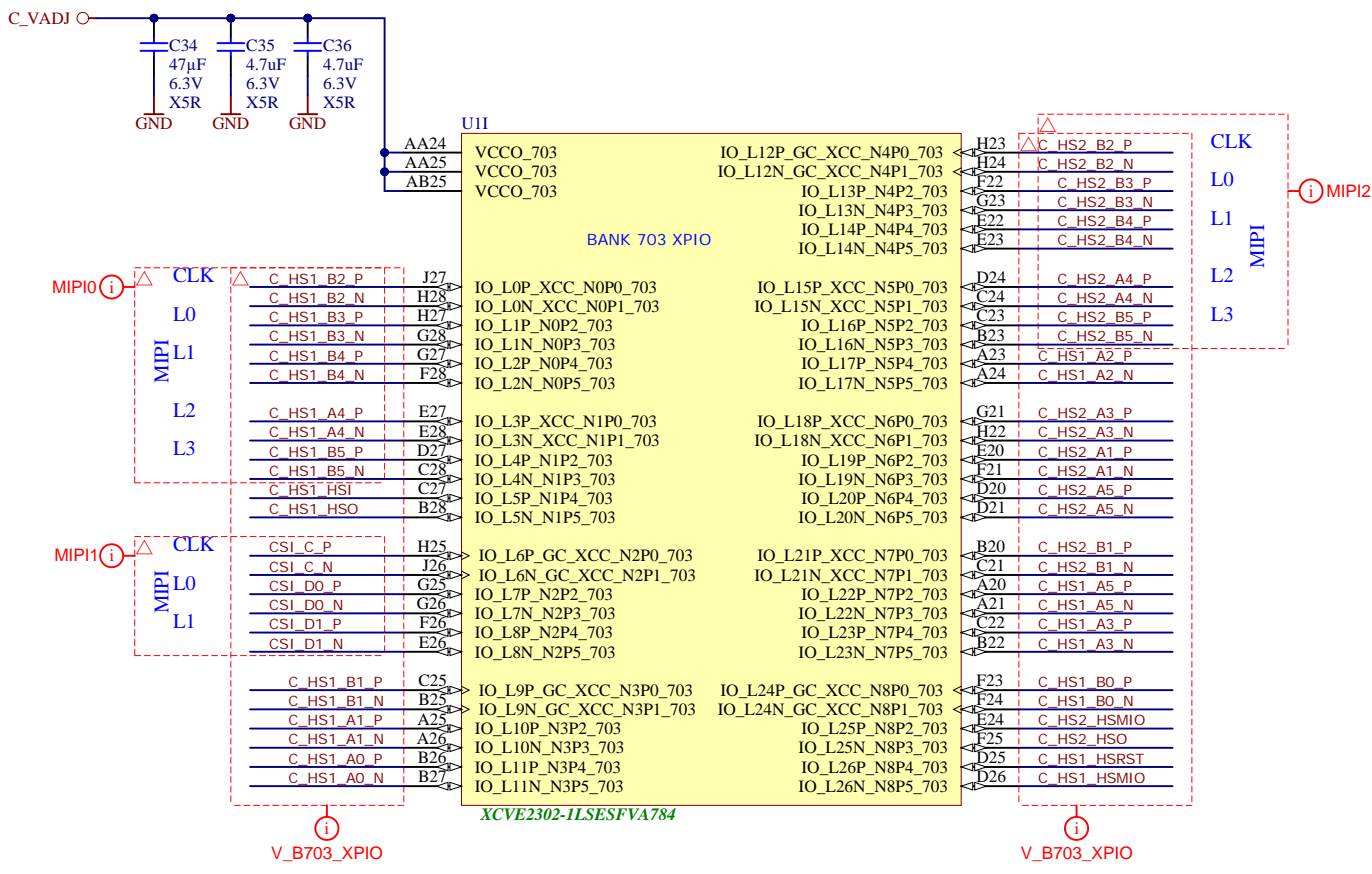 C_VADJ
C34
47µF
6.3V
X5R
GND
C35
4.7uF
6.3V
X5R
GND
C36
4.7uF
6.3V
X5R
GND
U1I
AA24 VCCO_703
AA25 VCCO_703
AB25 VCCO_703
BANK 703 XPIO
MIPI0
MIPI
CLK
L0
L1
L2
L3
C_HS1_B2_P J27 IO_L0P_XCC_N0P0_703
C_HS1_B2_N H28 IO_L0N_XCC_N0P1_703
C_HS1_B3_P H27 IO_L1P_N0P2_703
C_HS1_B3_N G28 IO_L1N_N0P3_703
C_HS1_B4_P G27 IO_L2P_N0P4_703
C_HS1_B4_N F28 IO_L2N_N0P5_703
C_HS1_A4_P E27 IO_L3P_XCC_N1P0_703
C_HS1_A4_N E28 IO_L3N_XCC_N1P1_703
C_HS1_B5_P D27 IO_L4P_N1P2_703
C_HS1_B5_N C28 IO_L4N_N1P3_703
C_HS1_HSI C27 IO_L5P_N1P4_703
C_HS1_HSO B28 IO_L5N_N1P5_703
MIPI1
MIPI
CLK
L0
L1
CSI_C_P H25 IO_L6P_GC_XCC_N2P0_703
CSI_C_N J26 IO_L6N_GC_XCC_N2P1_703
CSI_D0_P G25 IO_L7P_N2P2_703
CSI_D0_N G26 IO_L7N_N2P3_703
CSI_D1_P F26 IO_L8P_N2P4_703
CSI_D1_N E26 IO_L8N_N2P5_703
C_HS1_B1_P C25 IO_L9P_GC_XCC_N3P0_703
C_HS1_B1_N B25 IO_L9N_GC_XCC_N3P1_703
C_HS1_A1_P A25 IO_L10P_N3P2_703
C_HS1_A1_N A26 IO_L10N_N3P3_703
C_HS1_A0_P B26 IO_L11P_N3P4_703
C_HS1_A0_N B27 IO_L11N_N3P5_703
V_B703_XPIO
IO_L12P_GC_XCC_N4P0_703 H23 C_HS2_B2_P
IO_L12N_GC_XCC_N4P1_703 H24 C_HS2_B2_N
IO_L13P_N4P2_703 F22 C_HS2_B3_P
IO_L13N_N4P3_703 G23 C_HS2_B3_N
IO_L14P_N4P4_703 E22 C_HS2_B4_P
IO_L14N_N4P5_703 E23 C_HS2_B4_N
IO_L15P_XCC_N5P0_703 D24 C_HS2_A4_P
IO_L15N_XCC_N5P1_703 C24 C_HS2_A4_N
IO_L16P_N5P2_703 C23 C_HS2_B5_P
IO_L16N_N5P3_703 B23 C_HS2_B5_N
IO_L17P_N5P4_703 A23 C_HS1_A2_P
IO_L17N_N5P5_703 A24 C_HS1_A2_N
CLK
L0
L1
L2
L3
MIPI
MIPI2
IO_L18P_XCC_N6P0_703 G21 C_HS2_A3_P
IO_L18N_XCC_N6P1_703 H22 C_HS2_A3_N
IO_L19P_N6P2_703 E20 C_HS2_A1_P
IO_L19N_N6P3_703 F21 C_HS2_A1_N
IO_L20P_N6P4_703 D20 C_HS2_A5_P
IO_L20N_N6P5_703 D21 C_HS2_A5_N
IO_L21P_XCC_N7P0_703 B20 C_HS2_B1_P
IO_L21N_XCC_N7P1_703 C21 C_HS2_B1_N
IO_L22P_N7P2_703 A20 C_HS1_A5_P
IO_L22N_N7P3_703 A21 C_HS1_A5_N
IO_L23P_N7P4_703 C22 C_HS1_A3_P
IO_L23N_N7P5_703 B22 C_HS1_A3_N
IO_L24P_GC_XCC_N8P0_703 F23 C_HS1_B0_P
IO_L24N_GC_XCC_N8P1_703 F24 C_HS1_B0_N
IO_L25P_N8P2_703 E24 C_HS2_HSMIO
IO_L25N_N8P3_703 F25 C_HS2_HSO
IO_L26P_N8P4_703 D25 C_HS1_HSRST
IO_L26N_N8P5_703 D26 C_HS1_HSMIO
XCVE2302-1LSESFVA784
V_B703_XPIO